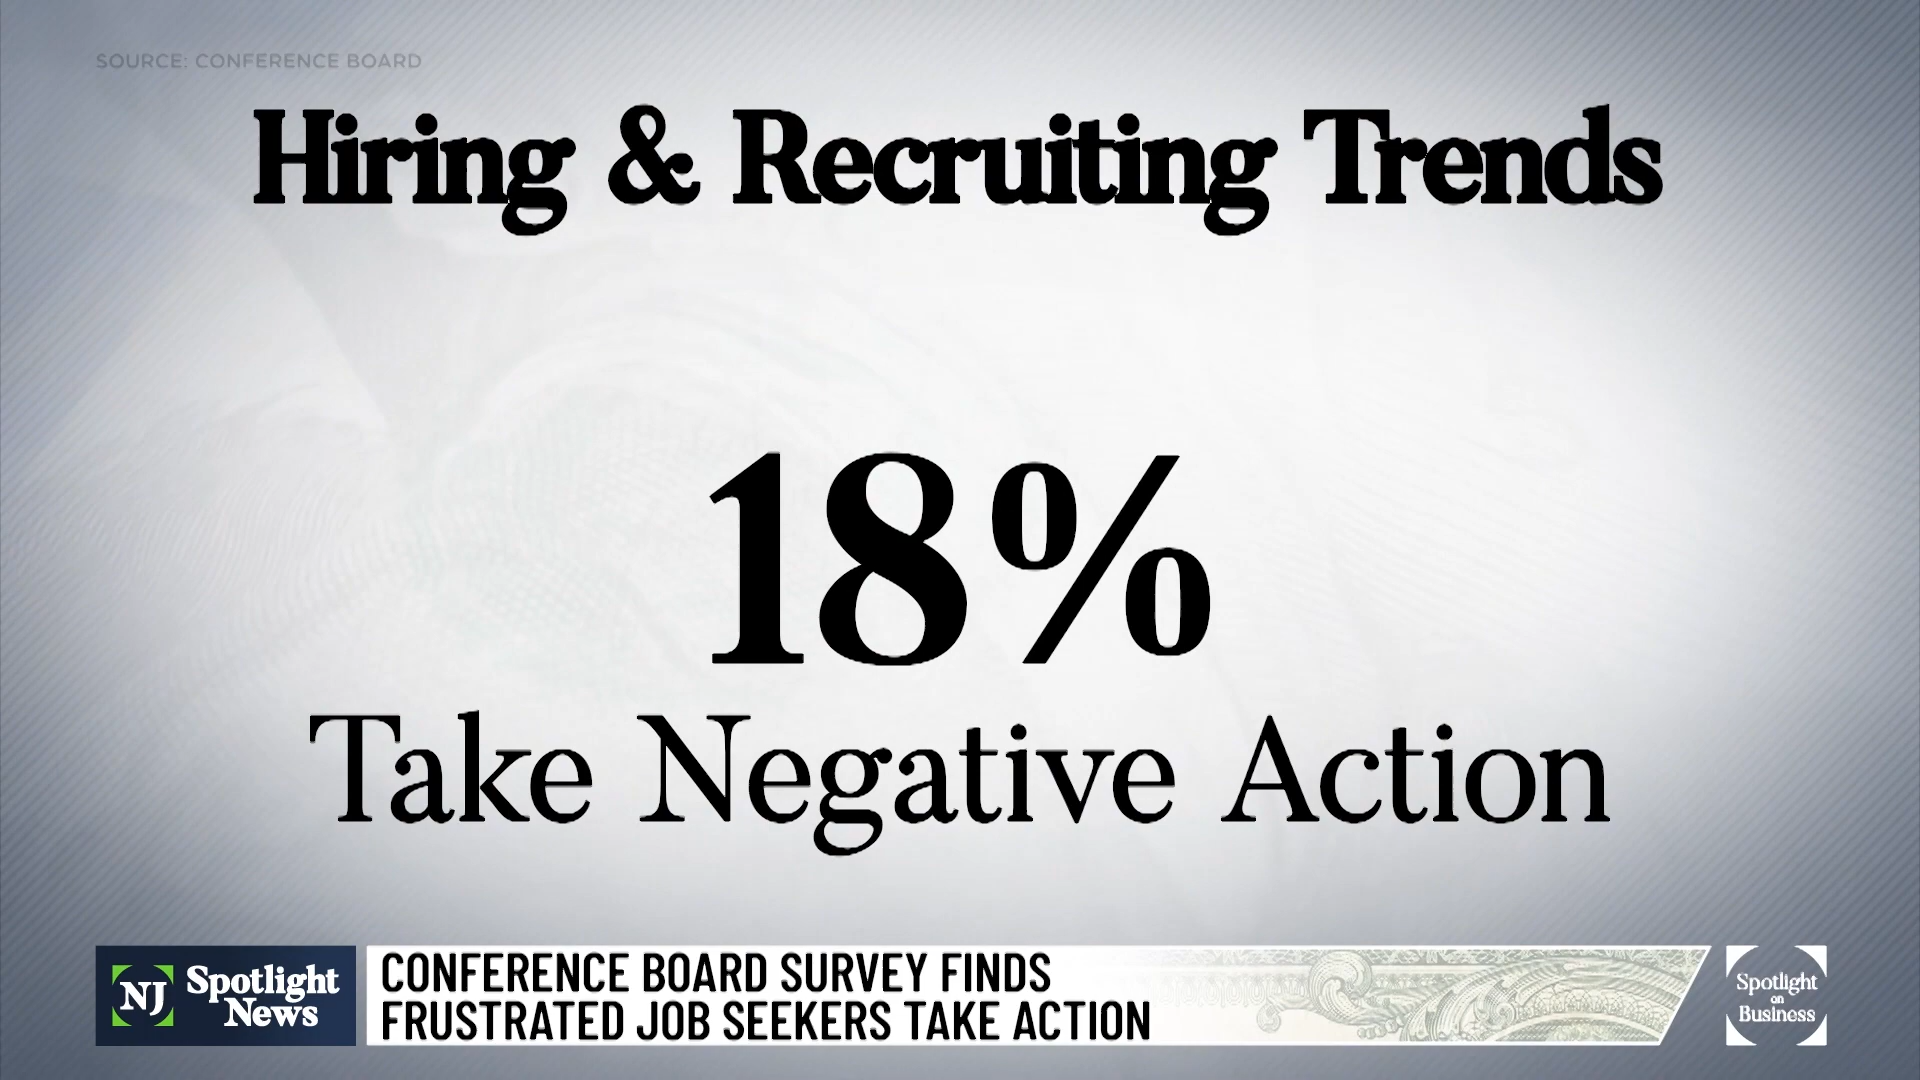 SOURCE: CONFERENCE BOARD
Hiring & Recruiting Trends
18%
Take Negative Action
NJ Spotlight
News
CONFERENCE BOARD SURVEY FINDS
FRUSTRATED JOB SEEKERS TAKE ACTION
Spotlight
on
Business